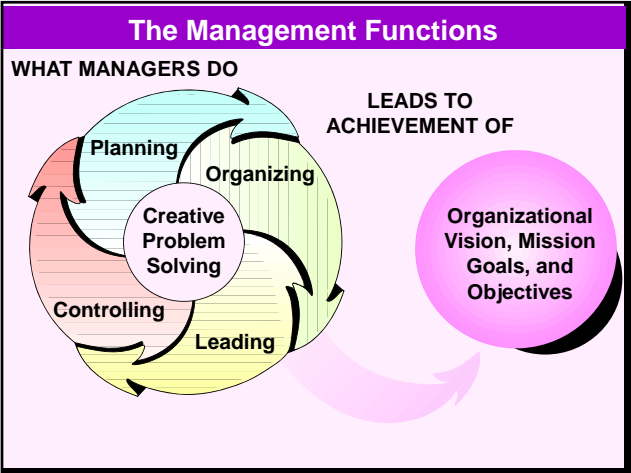 The Management Functions
WHAT MANAGERS DO
LEADS TO
ACHIEVEMENT OF
Planning
Organizing
Creative
Problem
Solving
Controlling
Leading
Organizational
Vision, Mission
Goals, and
Objectives